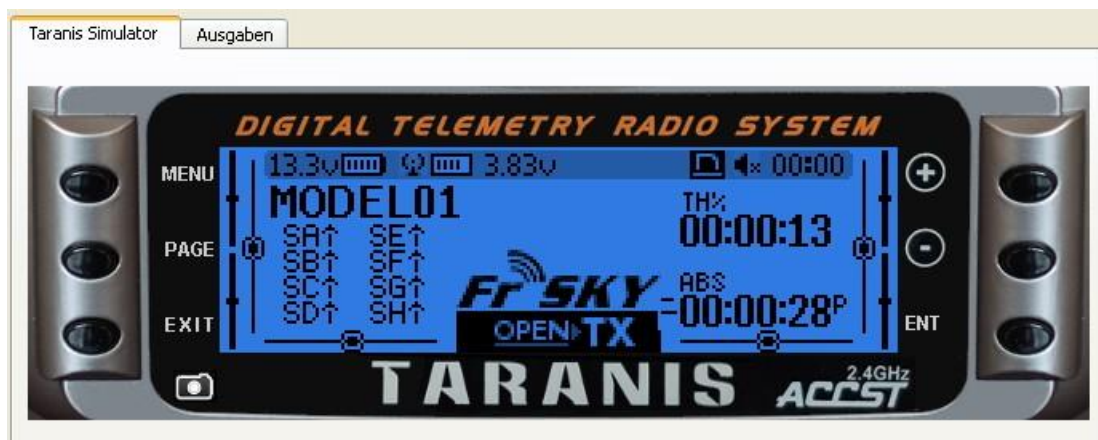 Taranis Simulator Ausgaben
DIGITAL TELEMETRY RADIO SYSTEM
MENU
PAGE
EXIT
13.3v 3.83v 00:00
MODEL01
SA↑ SE↑
SB↑ SF↑
SC↑ SG↑
SD↑ SH↑
FrSKY
OPEN TX
TH%
00:00:13
ABS
-00:00:28P
+
-
ENT
TARANIS
2.4GHz
ACCST